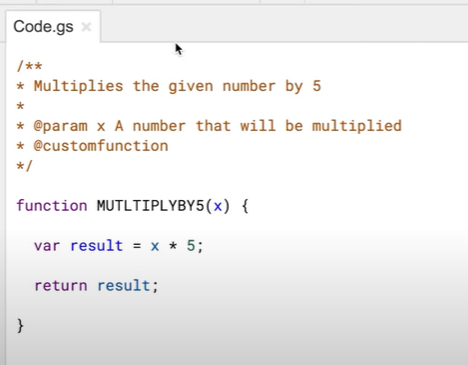 Code.gs ×
/**
* Multiplies the given number by 5
*
* @param x A number that will be multiplied
* @customfunction
*/
function MUTLTIPLYBY5(x) {
var result = x * 5;
return result;
}